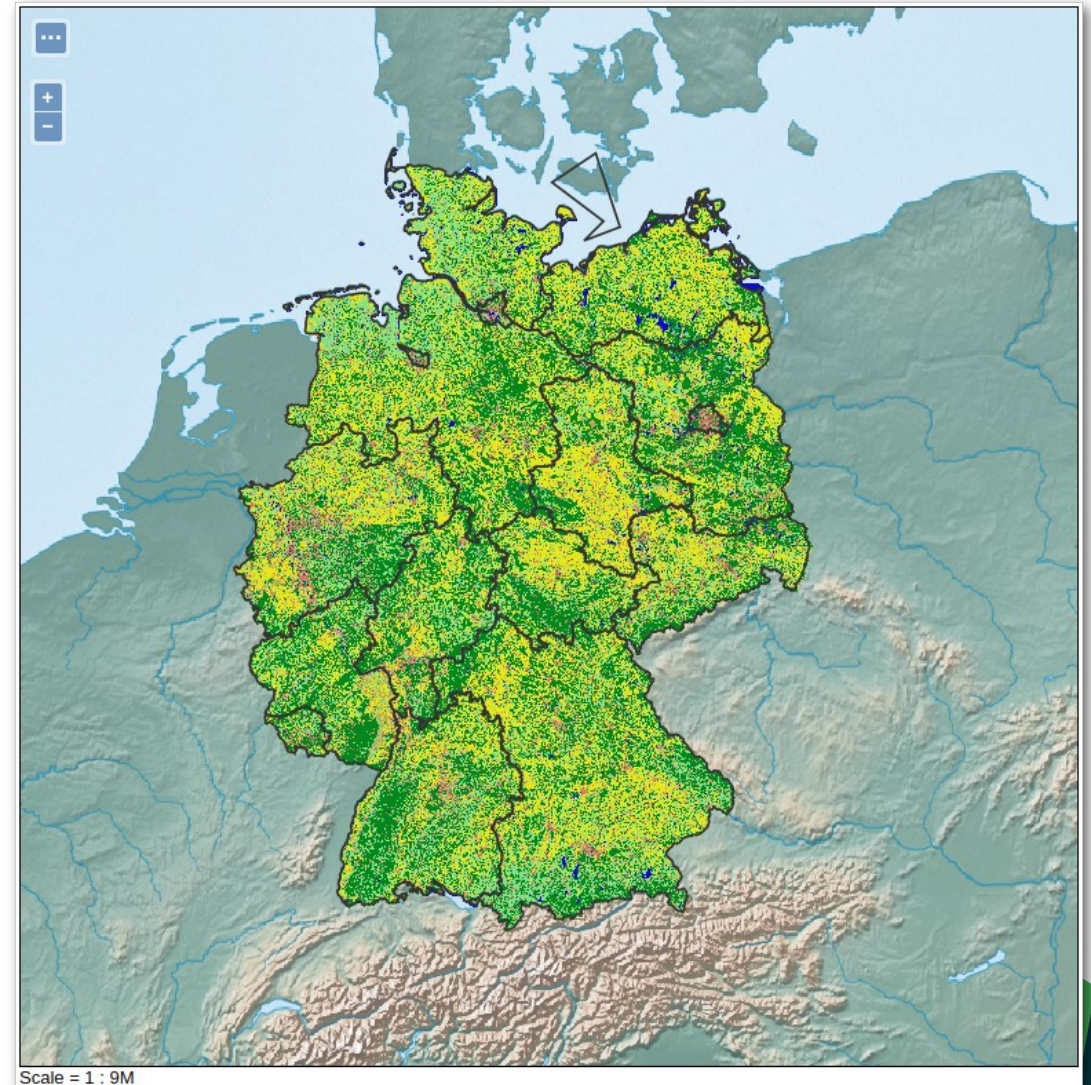 ...
+
−
Scale = 1 : 9M